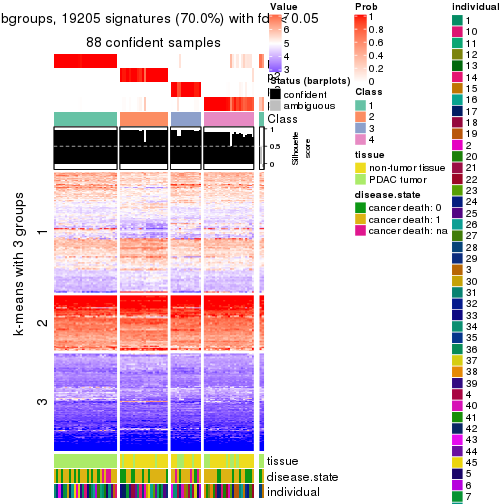 bgroups, 19205 signatures (70.0%) with fd
0.05
88 confident samples
Class
1
0.5
0
Silhouette
score
k-means with 3 groups
1
2
3
tissue
disease.state
individual
Value
7
6
5
4
3
Status (barplots)
confident
ambiguous
Prob
1
0.8
0.6
0.4
0.2
0
Class
1
2
3
4
tissue
non-tumor tissue
PDAC tumor
disease.state
cancer death: 0
cancer death: 1
cancer death: na
individual
1
10
11
12
13
14
15
16
17
18
19
2
20
21
22
23
24
25
26
27
28
29
3
30
31
32
33
34
35
36
37
38
39
4
40
41
42
43
44
45
5
6
7